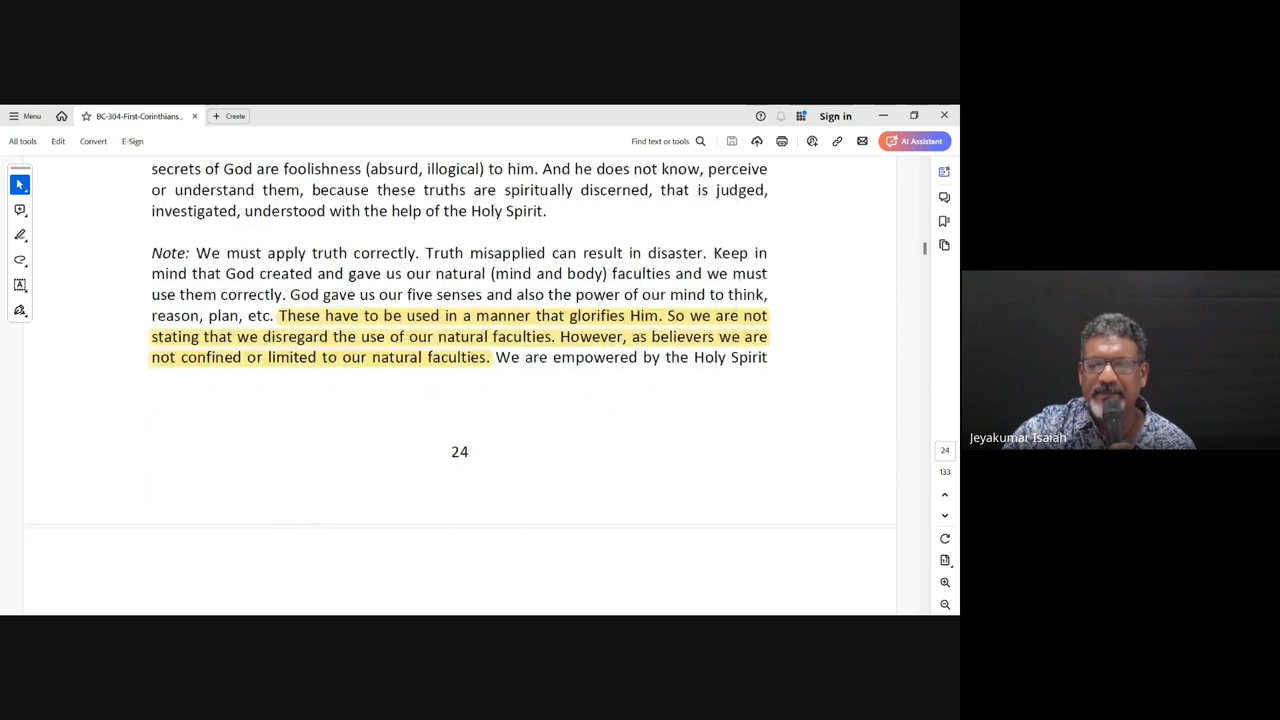 Menu
BC-304-First-Corinthians...
Create
Sign in
All tools
Edit
Convert
E-Sign
Find text or tools
AI Assistant
secrets of God are foolishness (absurd, illogical) to him. And he does not know, perceive
or understand them, because these truths are spiritually discerned, that is judged,
investigated, understood with the help of the Holy Spirit.
Note: We must apply truth correctly. Truth misapplied can result in disaster. Keep in
mind that God created and gave us our natural (mind and body) faculties and we must
use them correctly. God gave us our five senses and also the power of our mind to think,
reason, plan, etc. These have to be used in a manner that glorifies Him. So we are not
stating that we disregard the use of our natural faculties. However, as believers we are
not confined or limited to our natural faculties. We are empowered by the Holy Spirit
24
24
133
Jeyakumar Isaiah